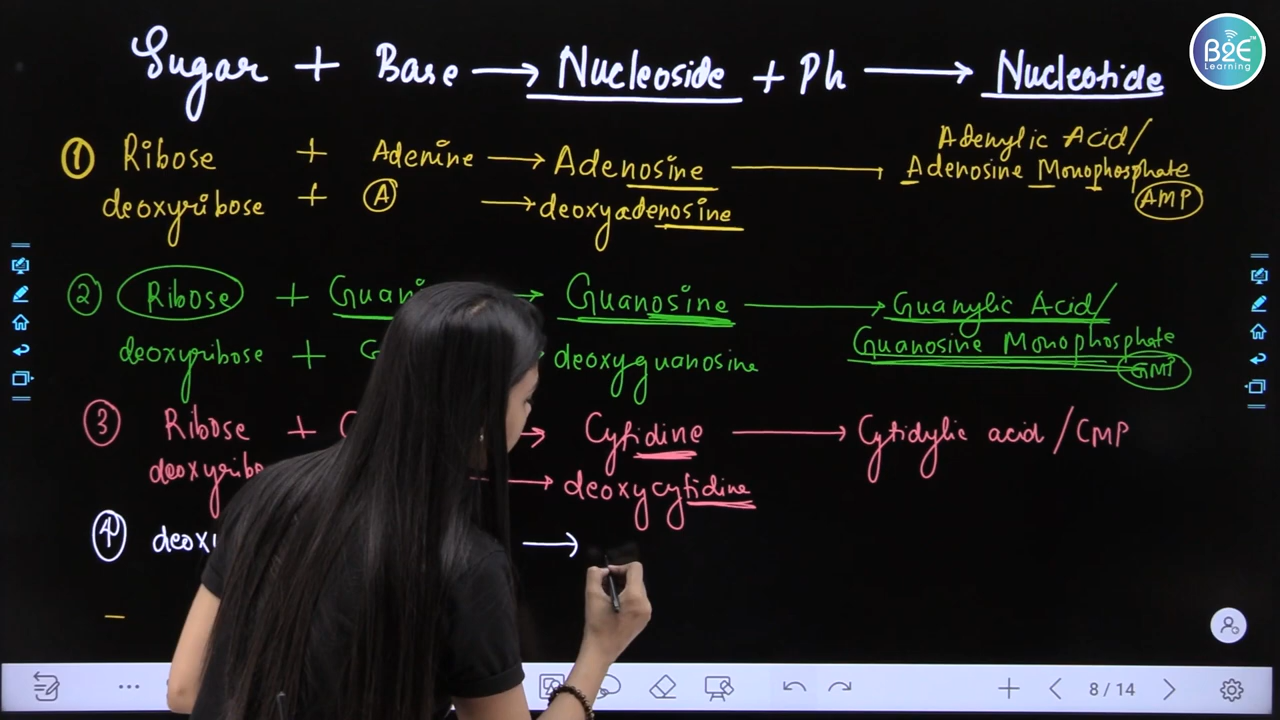 B2E
Learning
Sugar + Base → Nucleoside + Ph → Nucleotide
① Ribose + Adenine → Adenosine → Adenylic Acid/
Adenosine Monophosphate
AMP
deoxyribose + A → deoxyadenosine
② Ribose + → Guanosine → Guanylic Acid/
Guanosine Monophosphate
GMP
deoxyribose + deoxyguanosine
③ Ribose + → Cytidine → Cytidylic acid /CMP
→ deoxycytidine
④ →
8 / 14